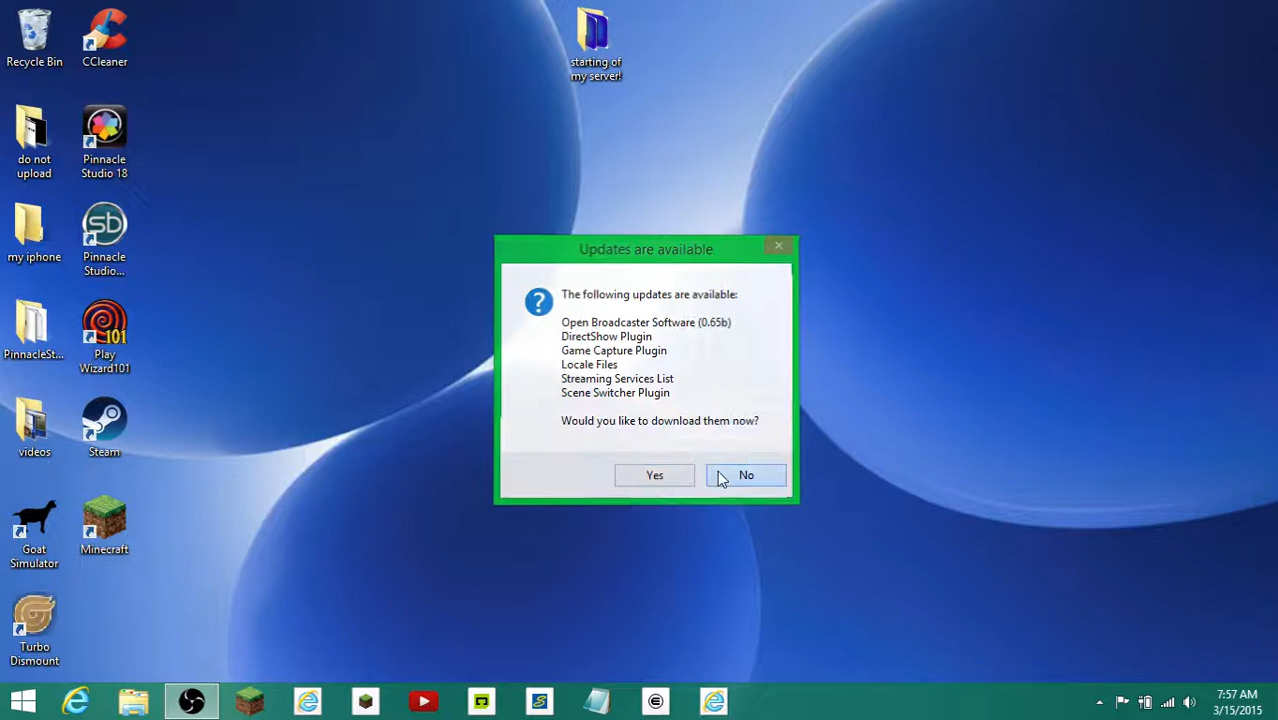 Recycle Bin
CCleaner
starting of
my server!
do not
upload
Pinnacle
Studio 18
my iphone
sb
Pinnacle
Studio...
PinnacleSt...
101
Play
Wizard101
videos
Steam
Goat
Simulator
Minecraft
Turbo
Dismount
Updates are available
The following updates are available:
Open Broadcaster Software (0.65b)
DirectShow Plugin
Game Capture Plugin
Locale Files
Streaming Services List
Scene Switcher Plugin
Would you like to download them now?
Yes
No
7:57 AM
3/15/2015